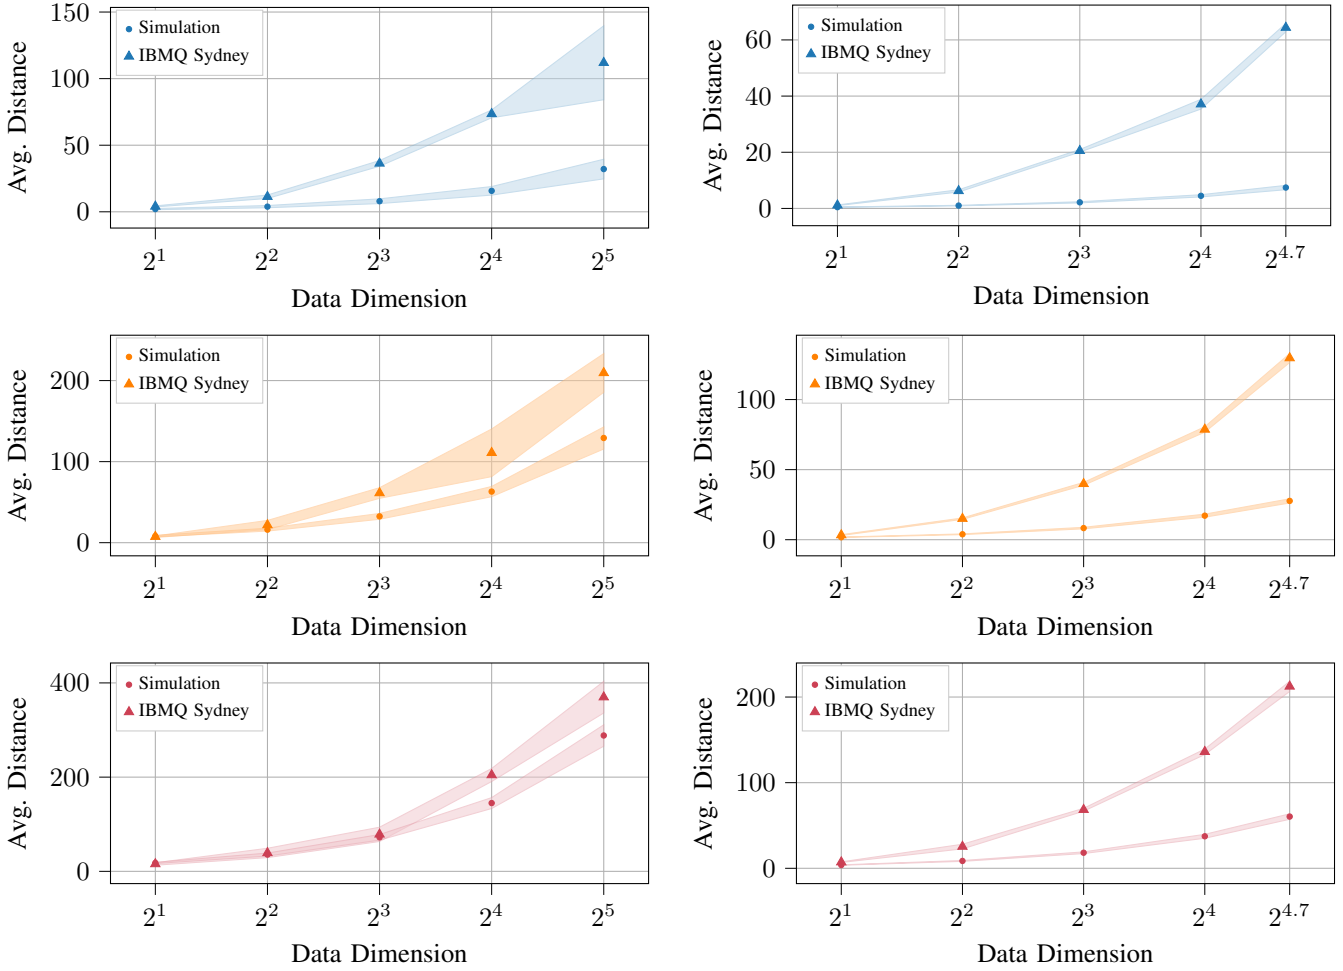 Simulation
IBMQ Sydney
Avg. Distance
150
100
50
0
2^1
2^2
2^3
2^4
2^5
Data Dimension
Simulation
IBMQ Sydney
Avg. Distance
60
40
20
0
2^1
2^2
2^3
2^4
2^4.7
Data Dimension
Simulation
IBMQ Sydney
Avg. Distance
200
100
0
2^1
2^2
2^3
2^4
2^5
Data Dimension
Simulation
IBMQ Sydney
Avg. Distance
100
50
0
2^1
2^2
2^3
2^4
2^4.7
Data Dimension
Simulation
IBMQ Sydney
Avg. Distance
400
200
0
2^1
2^2
2^3
2^4
2^5
Data Dimension
Simulation
IBMQ Sydney
Avg. Distance
200
100
0
2^1
2^2
2^3
2^4
2^4.7
Data Dimension